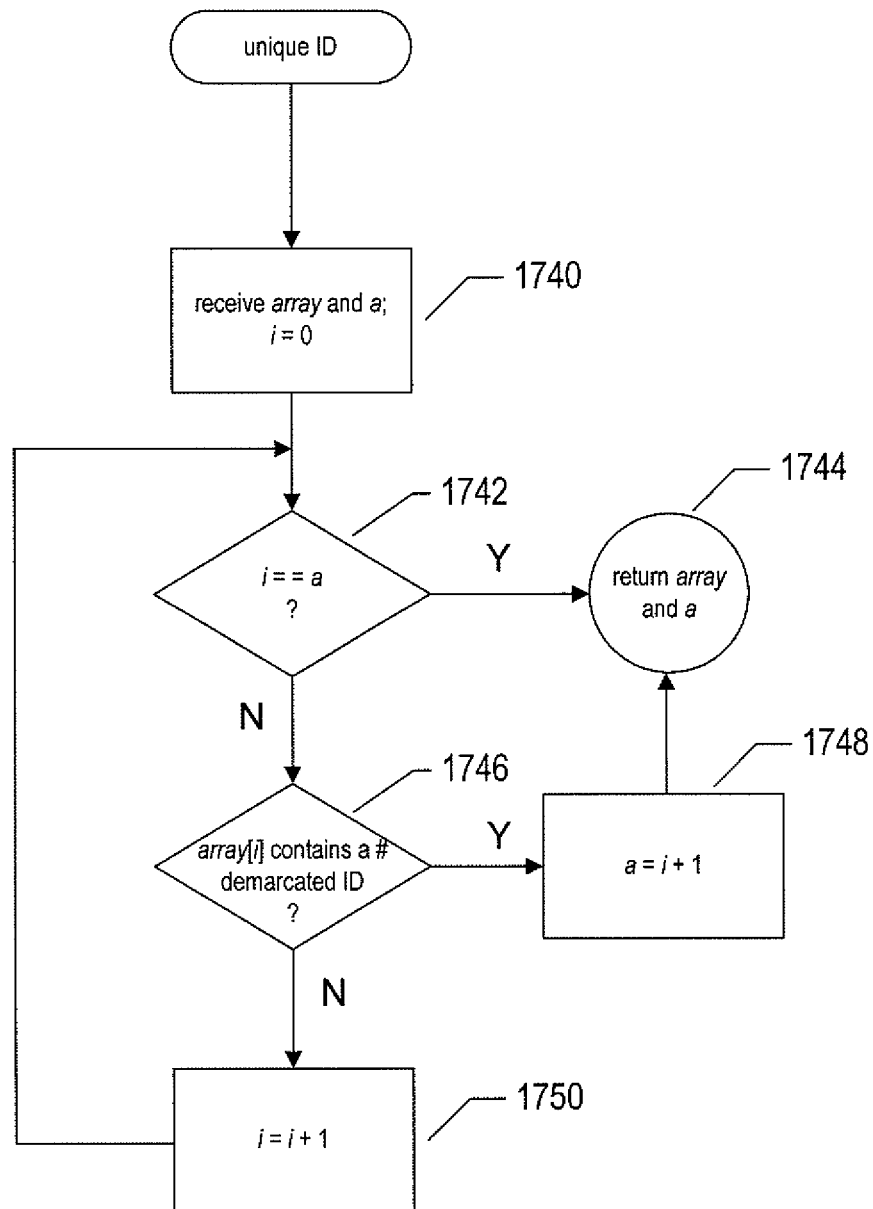 unique ID
receive array and a;
i = 0
1740
i = = a
?
1742
Y
N
return array
and a
1744
array[i] contains a #
demarcated ID
?
1746
Y
N
a = i + 1
1748
i = i + 1
1750